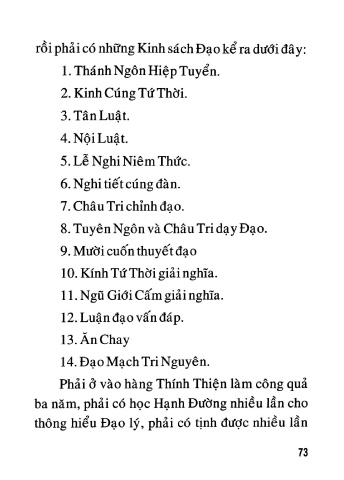 rồi phải có những Kinh sách Đạo kể ra dưới đây:
1. Thánh Ngôn Hiệp Tuyển.
2. Kinh Cúng Tứ Thời.
3. Tân Luật.
4. Nội Luật.
5. Lễ Nghi Niêm Thức.
6. Nghi tiết cúng đàn.
7. Châu Tri chỉnh đạo.
8. Tuyên Ngôn và Châu Tri dạy Đạo.
9. Mười cuốn thuyết đạo
10. Kính Tứ Thời giải nghĩa.
11. Ngũ Giới Cấm giải nghĩa.
12. Luận đạo vấn đáp.
13. Ăn Chay
14. Đạo Mạch Tri Nguyên.
Phải ở vào hàng Thính Thiện làm công quả
ba năm, phải có học Hạnh Đường nhiều lần cho
thông hiểu Đạo lý, phải có tịnh được nhiều lần
73